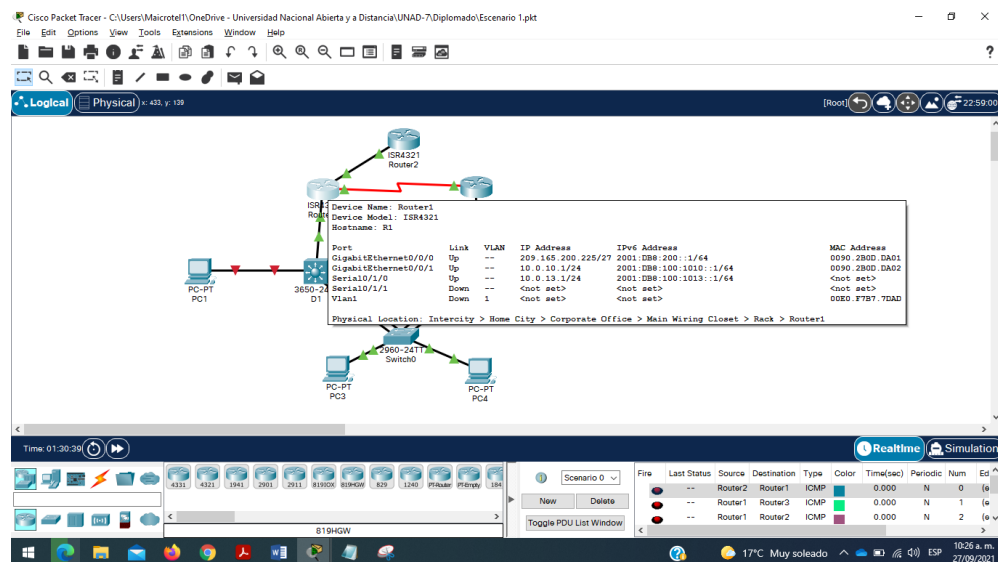 Cisco Packet Tracer - C:\Users\Maicrotel1\OneDrive - Universidad Nacional Abierta y a Distancia\UNAD-7\Diplomado\Escenario 1.pkt
File Edit Options View Tools Extensions Window Help
?
Logical Physical x: 433, y: 139 [Root] 22:59:00
ISR4321
Router2
Device Name: Router1
Device Model: ISR4321
Hostname: R1
Port Link VLAN IP Address IPv6 Address MAC Address
GigabitEthernet0/0/0 Up -- 209.165.200.225/27 2001:DB8:200::1/64 0090.2B0D.DA01
GigabitEthernet0/0/1 Up -- 10.0.10.1/24 2001:DB8:100:1010::1/64 0090.2B0D.DA02
Serial0/1/0 Up -- 10.0.13.1/24 2001:DB8:100:1013::1/64 <not set>
Serial0/1/1 Down -- <not set> <not set> <not set>
Vlan1 Down 1 <not set> <not set> 00E0.F7B7.7DAD
Physical Location: Intercity > Home City > Corporate Office > Main Wiring Closet > Rack > Router1
PC-PT
PC1
3650-24
D1
2960-24TT
Switch0
PC-PT
PC3
PC-PT
PC4
Time: 01:30:39 Realtime Simulation
4331 4321 1941 2901 2911 819IOX 819HGW 829 1240 PT-Router PT-Empty 184
819HGW
Scenario 0
New Delete
Toggle PDU List Window
Fire Last Status Source Destination Type Color Time(sec) Periodic Num Ed
-- Router2 Router1 ICMP 0.000 N 0 (e
-- Router1 Router3 ICMP 0.000 N 1 (e
-- Router1 Router2 ICMP 0.000 N 2 (e
17°C Muy soleado ESP 10:26 a. m.
27/09/2021